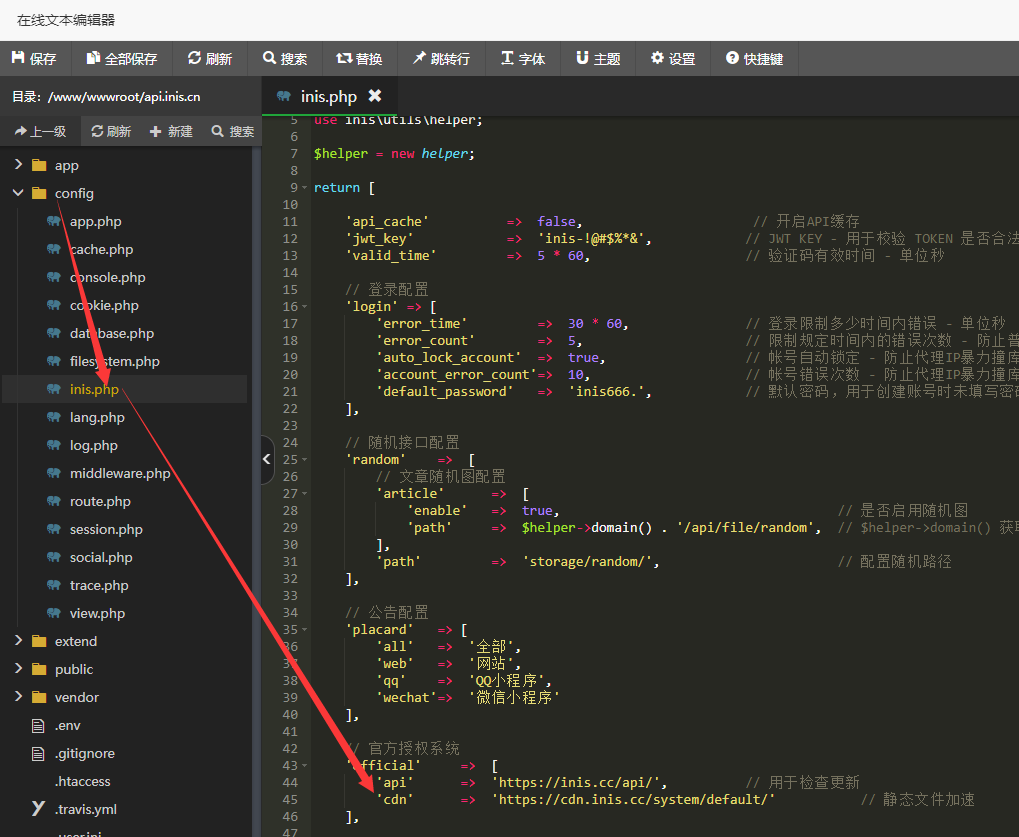 在线文本编辑器
保存 全部保存 刷新 搜索 替换 跳转行 字体 主题 设置 快捷键
目录：/www/wwwroot/api.inis.cn
上一级 刷新 新建 搜索
app
config
app.php
cache.php
console.php
cookie.php
database.php
filesystem.php
inis.php
lang.php
log.php
middleware.php
route.php
session.php
social.php
trace.php
view.php
extend
public
vendor
.env
.gitignore
.htaccess
.travis.yml
.user.ini
inis.php
5 use inis\utils\helper;
6
7 $helper = new helper;
8
9 return [
10
11 'api_cache' => false, // 开启API缓存
12 'jwt_key' => 'inis-!@#$%*&', // JWT KEY - 用于校验 TOKEN 是否合法
13 'valid_time' => 5 * 60, // 验证码有效时间 - 单位秒
14
15 // 登录配置
16 'login' => [
17 'error_time' => 30 * 60, // 登录限制多少时间内错误 - 单位秒
18 'error_count' => 5, // 限制规定时间内的错误次数 - 防止普
19 'auto_lock_account' => true, // 帐号自动锁定 - 防止代理IP暴力撞库
20 'account_error_count'=> 10, // 帐号错误次数 - 防止代理IP暴力撞库
21 'default_password' => 'inis666.', // 默认密码，用于创建账号时未填写密码
22 ],
23
24 // 随机接口配置
25 'random' => [
26 // 文章随机图配置
27 'article' => [
28 'enable' => true, // 是否启用随机图
29 'path' => $helper->domain() . '/api/file/random', // $helper->domain() 获取
30 ],
31 'path' => 'storage/random/', // 配置随机路径
32 ],
33
34 // 公告配置
35 'placard' => [
36 'all' => '全部',
37 'web' => '网站',
38 'qq' => 'QQ小程序',
39 'wechat'=> '微信小程序'
40 ],
41
42 // 官方授权系统
43 'official' => [
44 'api' => 'https://inis.cc/api/', // 用于检查更新
45 'cdn' => 'https://cdn.inis.cc/system/default/' // 静态文件加速
46 ],
47